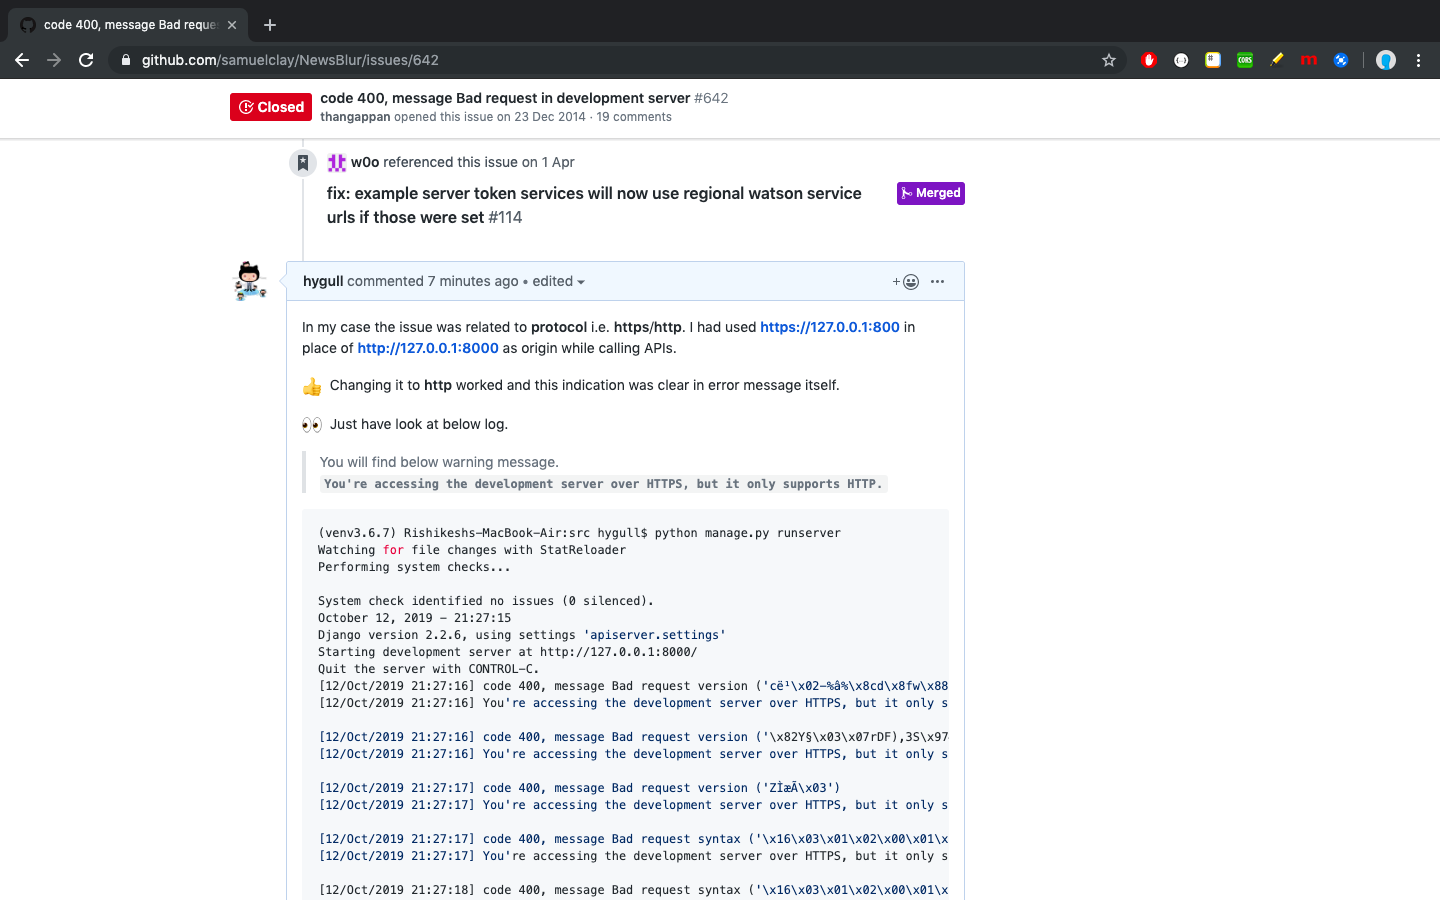 code 400, message Bad reque
github.com/samuelclay/NewsBlur/issues/642
CORS
m
Closed
code 400, message Bad request in development server #642
thangappan opened this issue on 23 Dec 2014 · 19 comments
w0o referenced this issue on 1 Apr
fix: example server token services will now use regional watson service
urls if those were set #114
Merged
hygull commented 7 minutes ago • edited
In my case the issue was related to protocol i.e. https/http. I had used https://127.0.0.1:800 in
place of http://127.0.0.1:8000 as origin while calling APIs.
👍 Changing it to http worked and this indication was clear in error message itself.
👀 Just have look at below log.
You will find below warning message.
You're accessing the development server over HTTPS, but it only supports HTTP.
(venv3.6.7) Rishikeshs-MacBook-Air:src hygull$ python manage.py runserver
Watching for file changes with StatReloader
Performing system checks...
System check identified no issues (0 silenced).
October 12, 2019 - 21:27:15
Django version 2.2.6, using settings 'apiserver.settings'
Starting development server at http://127.0.0.1:8000/
Quit the server with CONTROL-C.
[12/Oct/2019 21:27:16] code 400, message Bad request version ('cë¹\x02-%â%\x8cd\x8fw\x88
[12/Oct/2019 21:27:16] You're accessing the development server over HTTPS, but it only s
[12/Oct/2019 21:27:16] code 400, message Bad request version ('\x82Y§\x03\x07rDF),3S\x97
[12/Oct/2019 21:27:16] You're accessing the development server over HTTPS, but it only s
[12/Oct/2019 21:27:17] code 400, message Bad request version ('ZÌæÃ\x03')
[12/Oct/2019 21:27:17] You're accessing the development server over HTTPS, but it only s
[12/Oct/2019 21:27:17] code 400, message Bad request syntax ('\x16\x03\x01\x02\x00\x01\x
[12/Oct/2019 21:27:17] You're accessing the development server over HTTPS, but it only s
[12/Oct/2019 21:27:18] code 400, message Bad request syntax ('\x16\x03\x01\x02\x00\x01\x